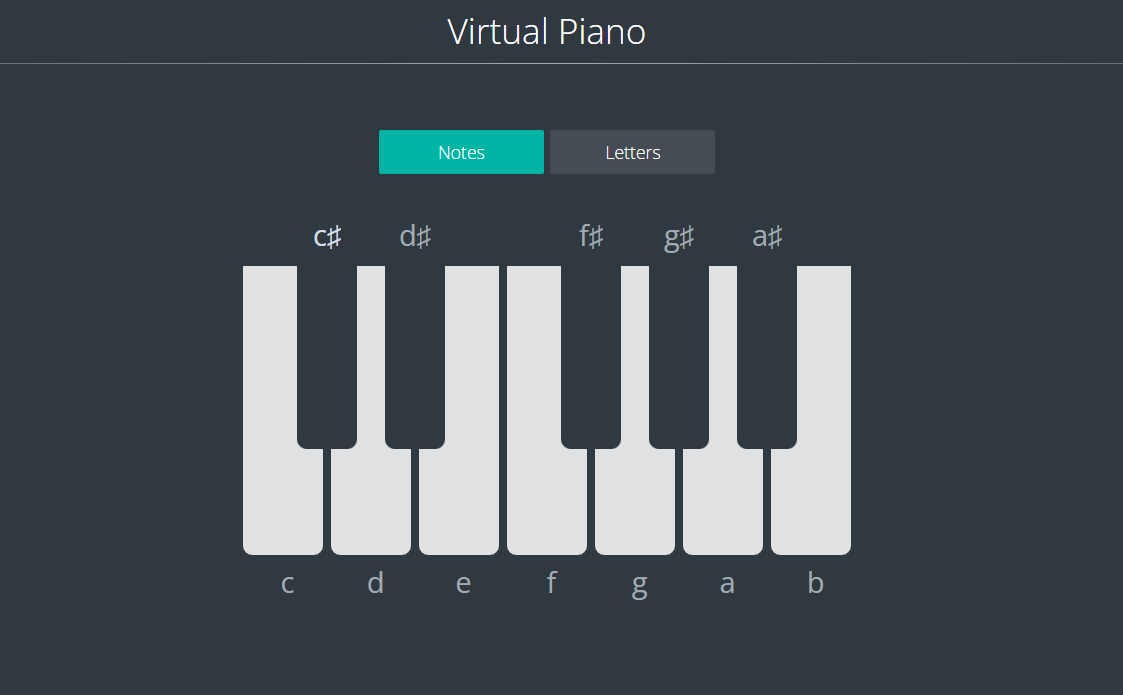 Virtual Piano
Notes Letters
c♯ d♯ f♯ g♯ a♯
c d e f g a b